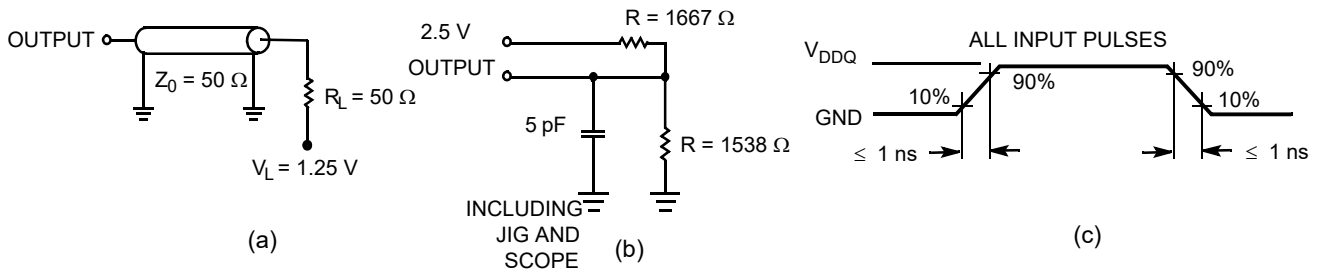 OUTPUT
Z0 = 50 Ω
RL = 50 Ω
VL = 1.25 V
(a)
R = 1667 Ω
2.5 V
OUTPUT
5 pF
R = 1538 Ω
INCLUDING
JIG AND
SCOPE
(b)
ALL INPUT PULSES
VDDQ
GND
10%
90%
90%
10%
≤ 1 ns
≤ 1 ns
(c)